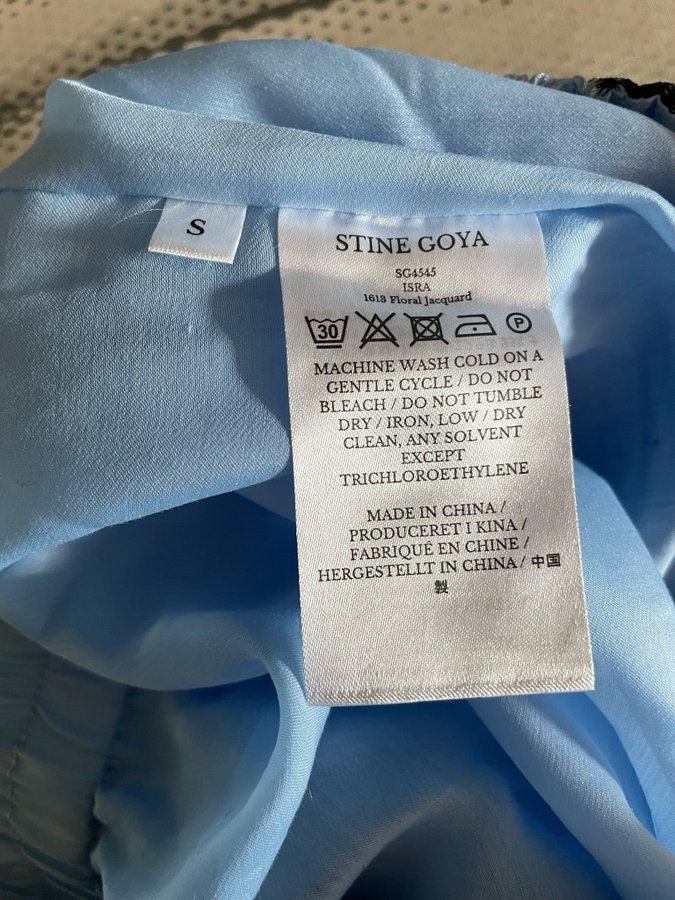 S
STINE GOYA
SG4545
ISRA
1613 Floral Jacquard
30
P
MACHINE WASH COLD ON A
GENTLE CYCLE / DO NOT
BLEACH / DO NOT TUMBLE
DRY / IRON, LOW / DRY
CLEAN, ANY SOLVENT
EXCEPT
TRICHLOROETHYLENE
MADE IN CHINA /
PRODUCERET I KINA /
FABRIQUÉ EN CHINE /
HERGESTELLT IN CHINA / 中国
製